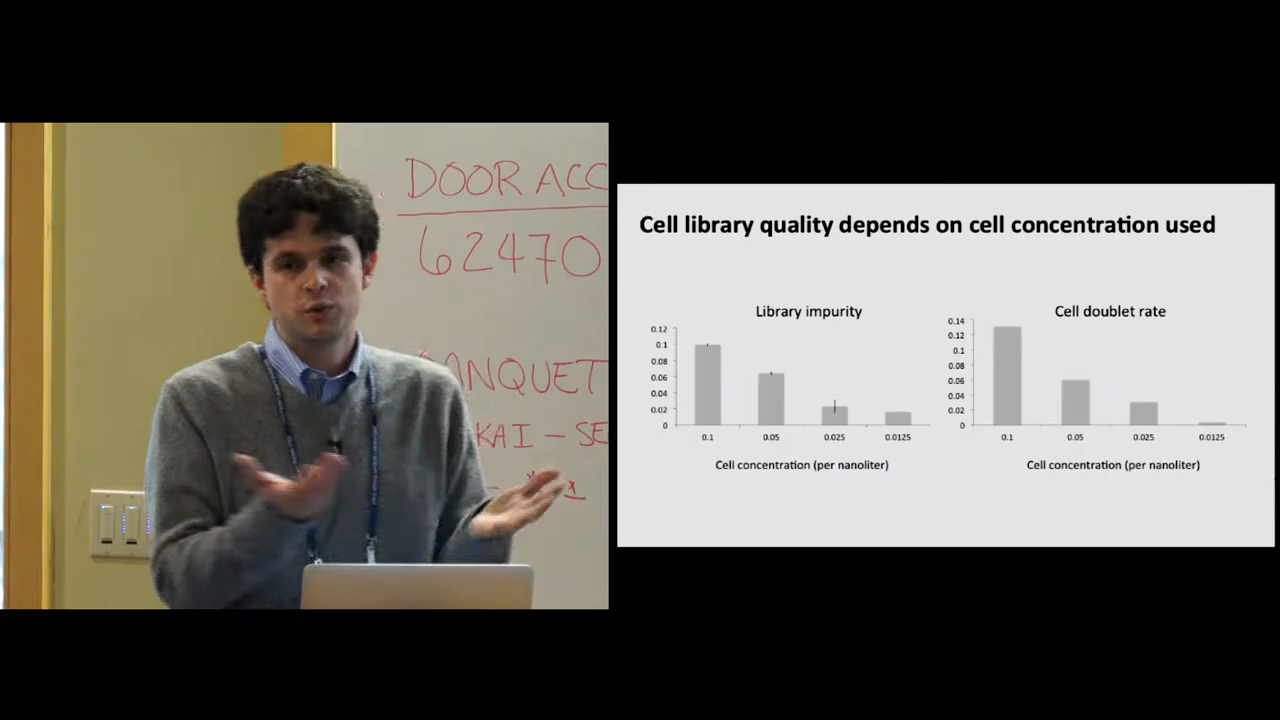 DOOR ACC
62470
BANQUET
KAI – SE
Cell library quality depends on cell concentration used
Library impurity
0.12
0.1
0.08
0.06
0.04
0.02
0
0.1 0.05 0.025 0.0125
Cell concentration (per nanoliter)
Cell doublet rate
0.14
0.12
0.1
0.08
0.06
0.04
0.02
0
0.1 0.05 0.025 0.0125
Cell concentration (per nanoliter)